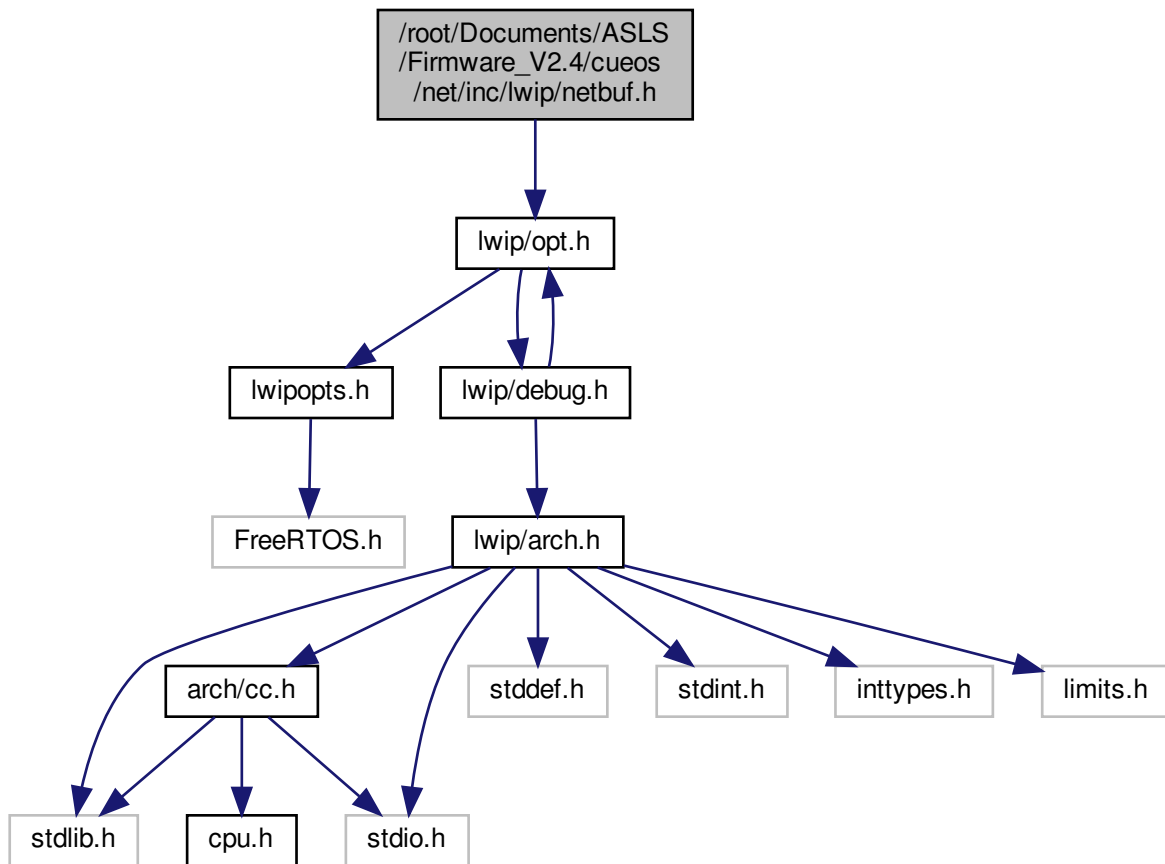 /root/Documents/ASLS
/Firmware_V2.4/cueos
/net/inc/lwip/netbuf.h
lwip/opt.h
lwipopts.h
lwip/debug.h
FreeRTOS.h
lwip/arch.h
arch/cc.h
stddef.h
stdint.h
inttypes.h
limits.h
stdlib.h
cpu.h
stdio.h